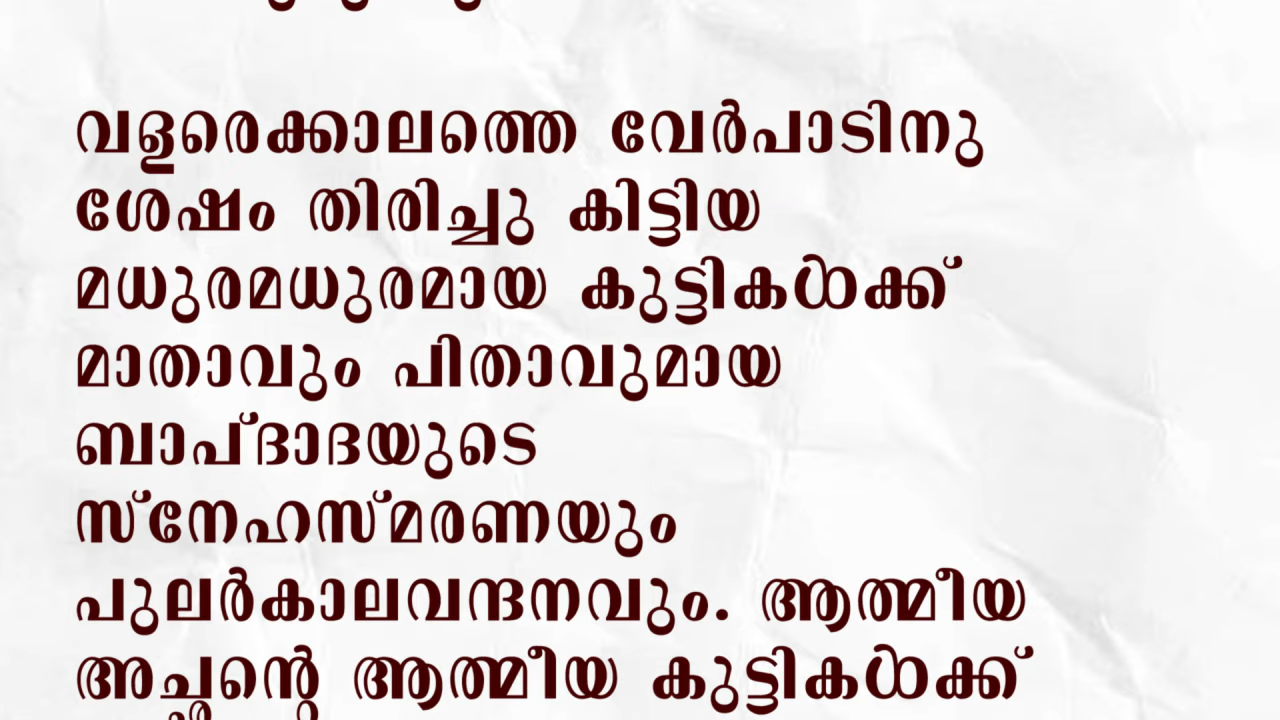 വളരെക്കാലത്തെ വേർപാടിനു
ശേഷം തിരിച്ചു കിട്ടിയ
മധുരമധുരമായ കുട്ടികൾക്ക്
മാതാവും പിതാവുമായ
ബാപ്ദാദയുടെ
സ്നേഹസ്മരണയും
പുലർകാലവന്ദനവും. ആത്മീയ
അച്ഛന്റെ ആത്മീയ കുട്ടികൾക്ക്